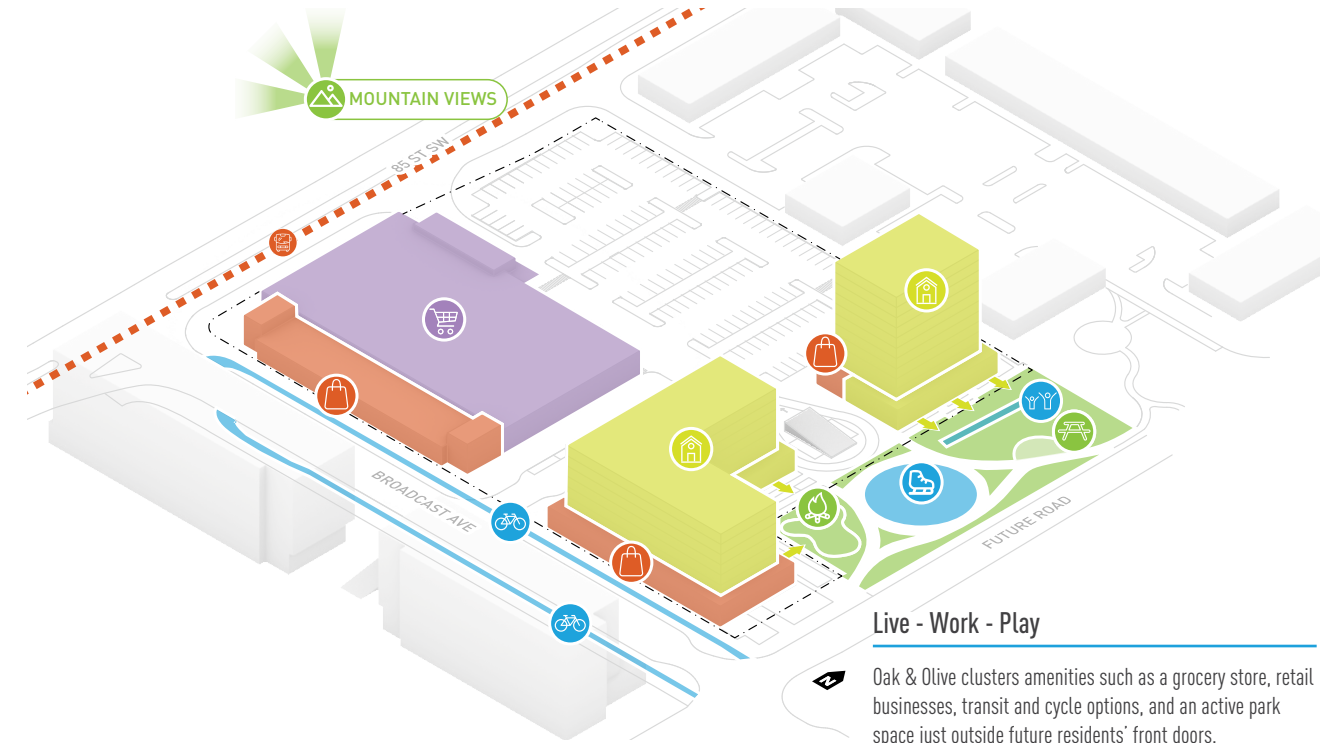 MOUNTAIN VIEWS
85 ST SW
BROADCAST AVE
FUTURE ROAD
Live - Work - Play
N
Oak & Olive clusters amenities such as a grocery store, retail
businesses, transit and cycle options, and an active park
space just outside future residents' front doors.